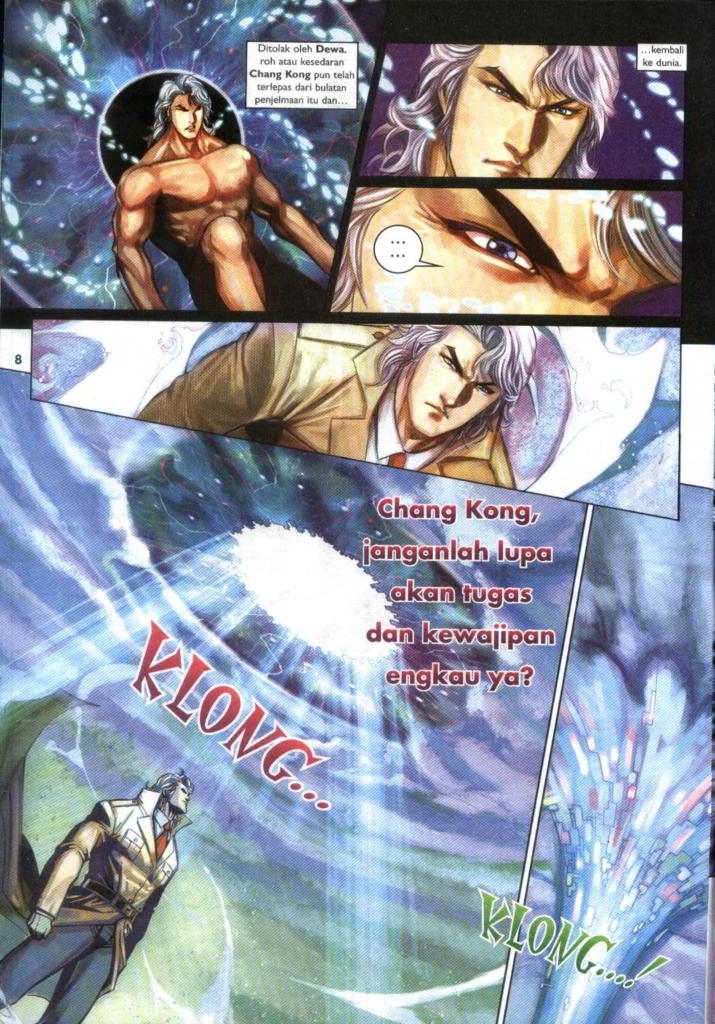 Ditolak oleh Dewa,
roh atau kesedaran
Chang Kong pun telah
terlepas dari bulatan
penjelmaan itu dan...
...kembali
ke dunia.
...
...
8
Chang Kong,
janganlah lupa
akan tugas
dan kewajipan
engkau ya?
KLONG...
KLONG....!